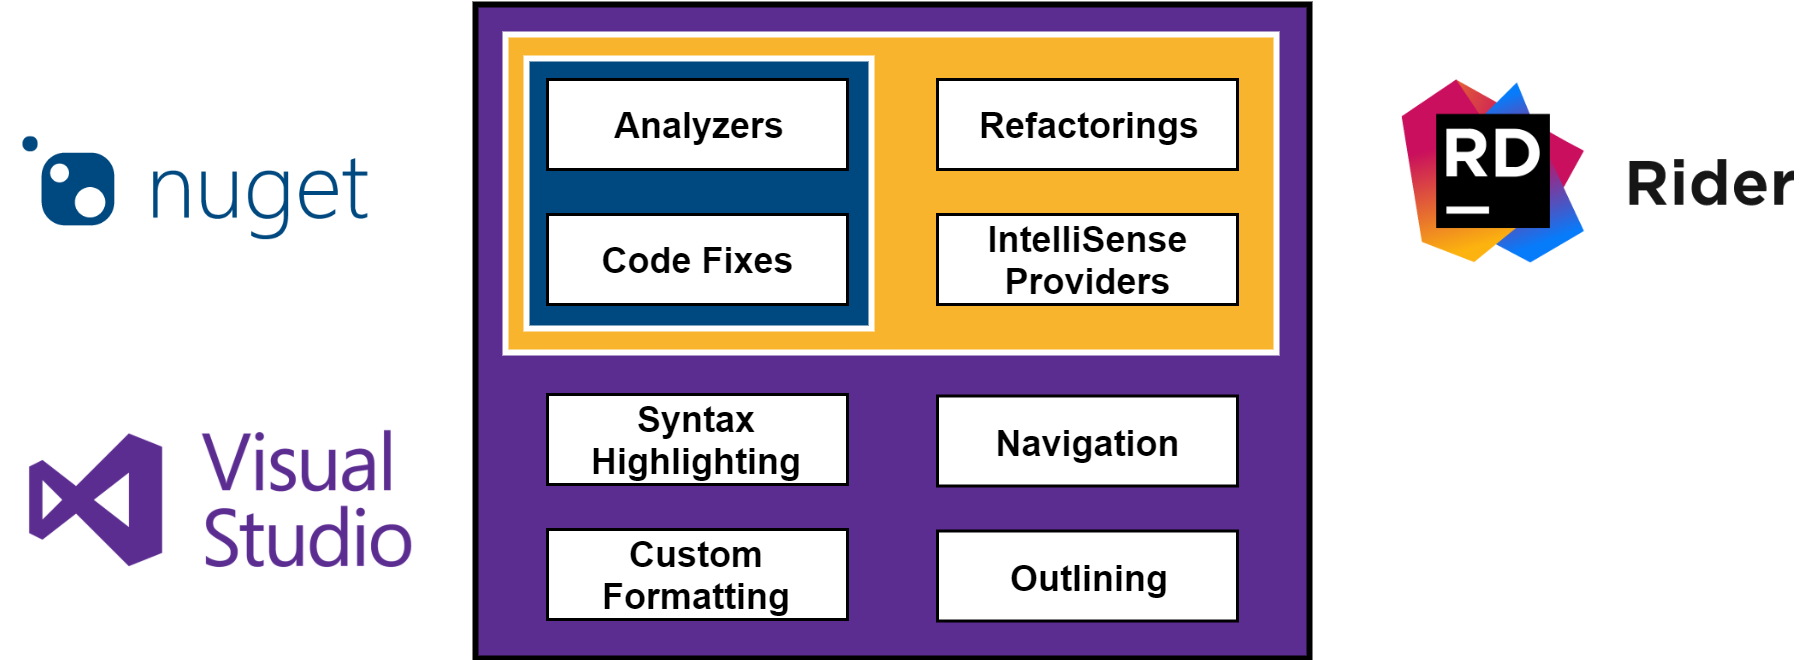 nuget
Visual
Studio
Analyzers
Refactorings
Code Fixes
IntelliSense
Providers
Syntax
Highlighting
Navigation
Custom
Formatting
Outlining
RD
Rider